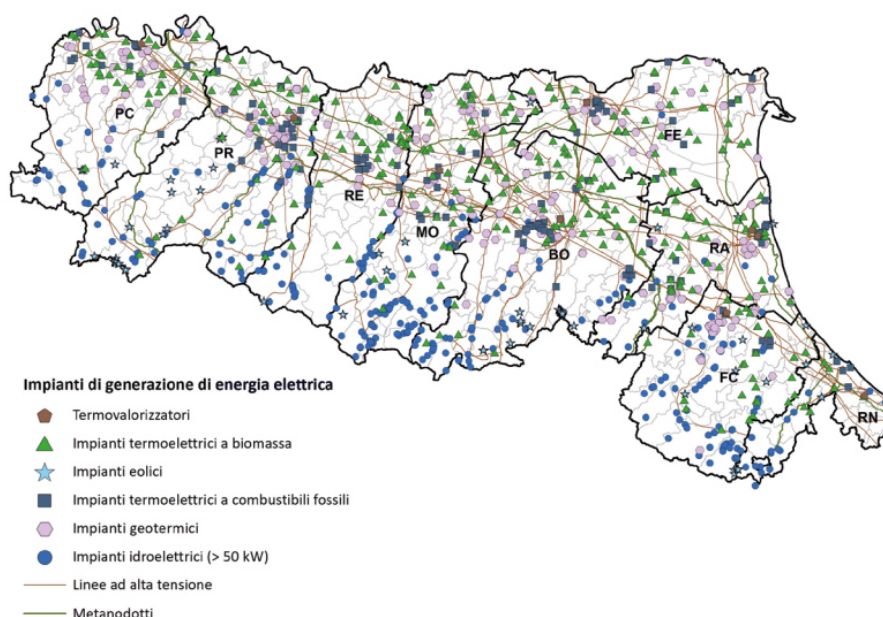 PC
PR
RE
MO
FE
BO
RA
FC
RN
Impianti di generazione di energia elettrica
Termovalorizzatori
Impianti termoelettrici a biomassa
Impianti eolici
Impianti termoelettrici a combustibili fossili
Impianti geotermici
Impianti idroelettrici (> 50 kW)
Linee ad alta tensione
Metanodotti